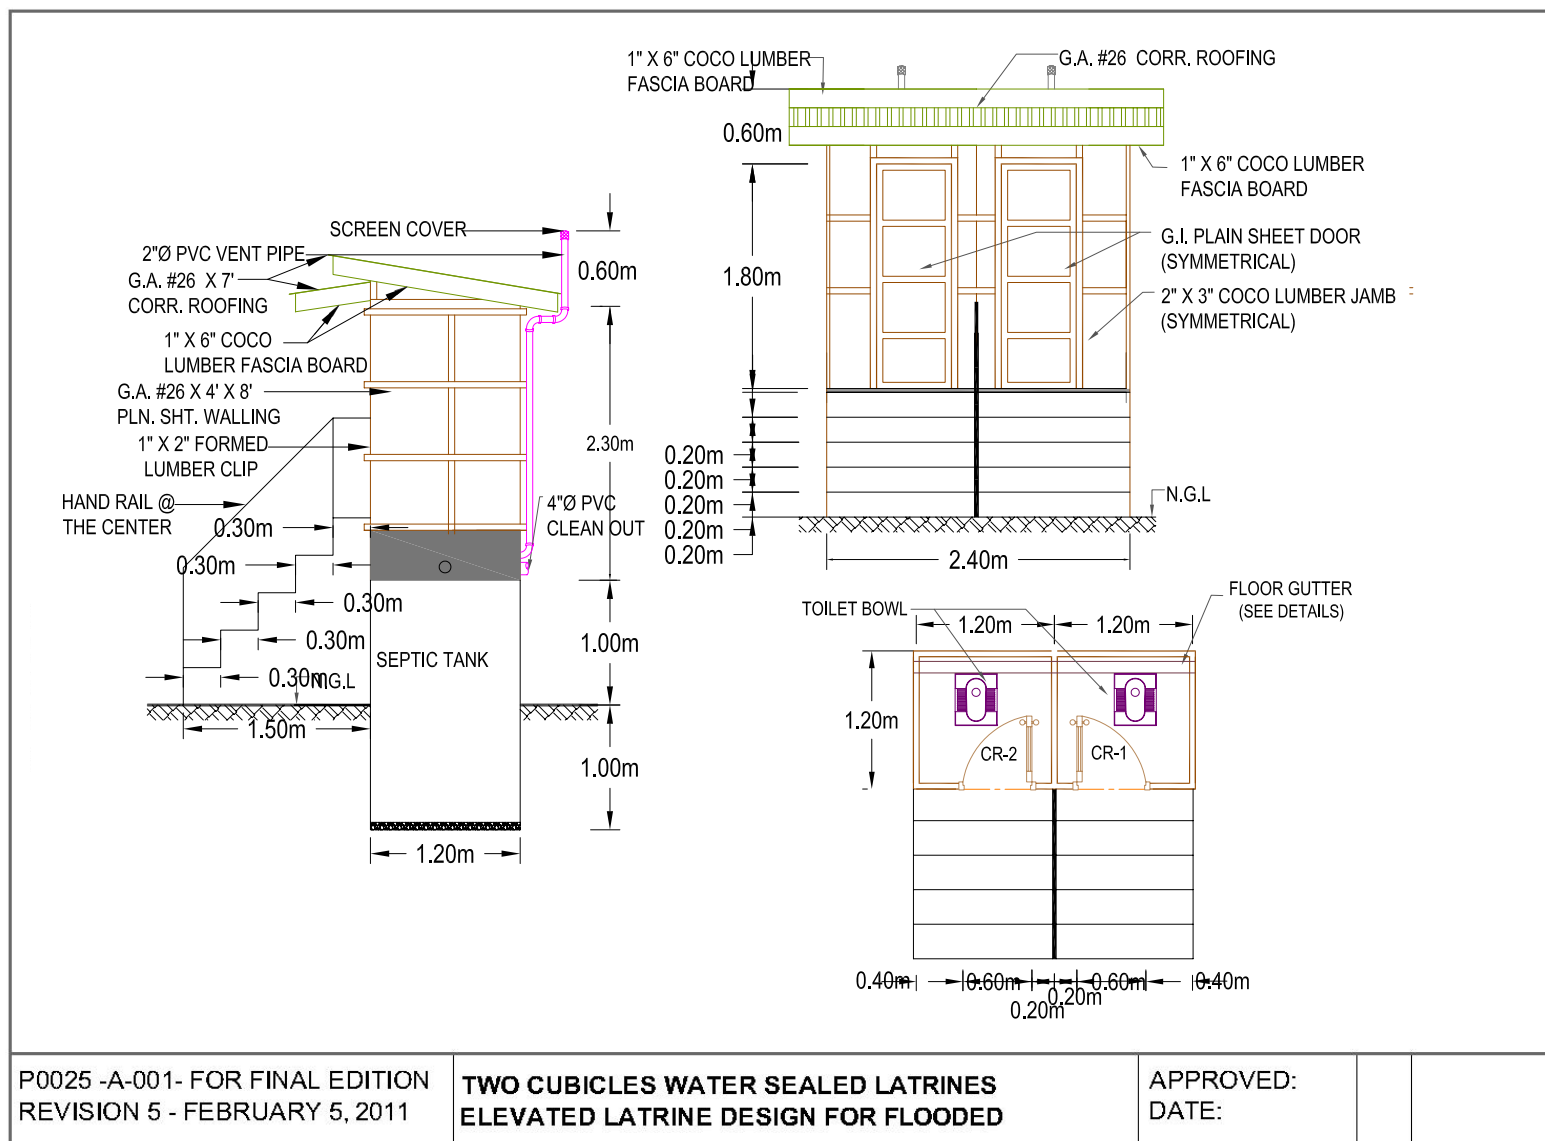 1" X 6" COCO LUMBER
FASCIA BOARD
G.A. #26 CORR. ROOFING
0.60m
1" X 6" COCO LUMBER
FASCIA BOARD
G.I. PLAIN SHEET DOOR
(SYMMETRICAL)
1.80m
2" X 3" COCO LUMBER JAMB
(SYMMETRICAL)
0.20m
0.20m
0.20m
0.20m
0.20m
N.G.L
2.40m
SCREEN COVER
2"Ø PVC VENT PIPE
G.A. #26 X 7'
CORR. ROOFING
0.60m
1" X 6" COCO
LUMBER FASCIA BOARD
G.A. #26 X 4' X 8'
PLN. SHT. WALLING
1" X 2" FORMED
LUMBER CLIP
2.30m
HAND RAIL @
THE CENTER
4"Ø PVC
CLEAN OUT
0.30m
0.30m
0.30m
0.30m
0.30m
N.G.L
SEPTIC TANK
1.00m
1.50m
1.00m
1.20m
TOILET BOWL
FLOOR GUTTER
(SEE DETAILS)
1.20m
1.20m
1.20m
CR-2
CR-1
0.40m
0.60m
0.20m
0.20m
0.60m
0.40m
P0025 -A-001- FOR FINAL EDITION
REVISION 5 - FEBRUARY 5, 2011
TWO CUBICLES WATER SEALED LATRINES
ELEVATED LATRINE DESIGN FOR FLOODED
APPROVED:
DATE: